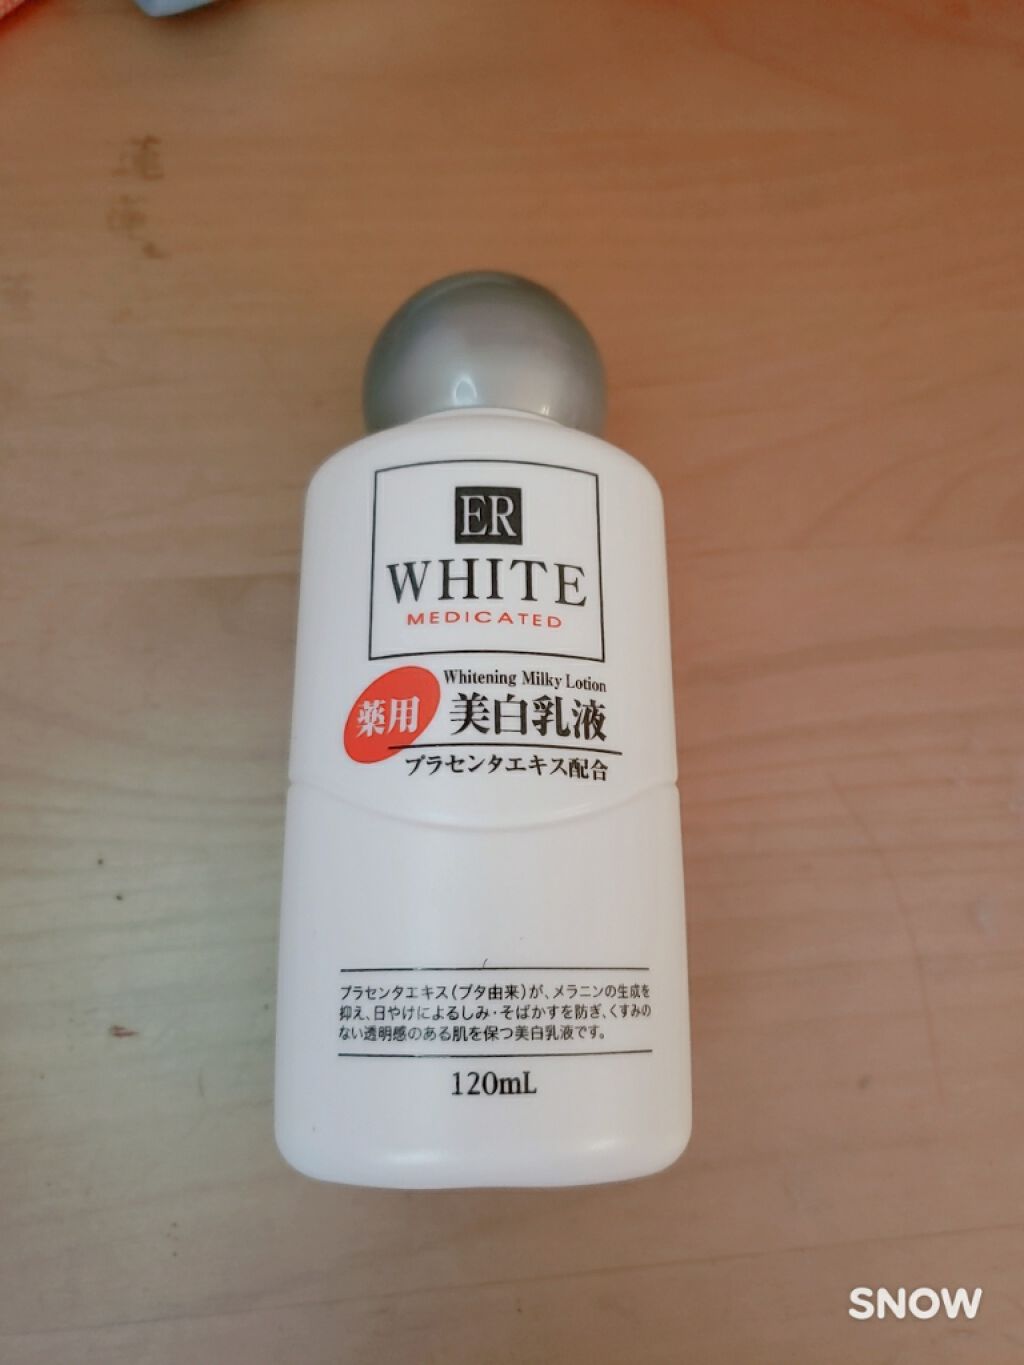 ER
WHITE
MEDICATED
Whitening Milky Lotion
薬用 美白乳液
プラセンタエキス配合
プラセンタエキス(ブタ由来)が、メラニンの生成を
抑え、日やけによるしみ・そばかすを防ぎ、くすみの
ない透明感のある肌を保つ美白乳液です。
120mL
SNOW